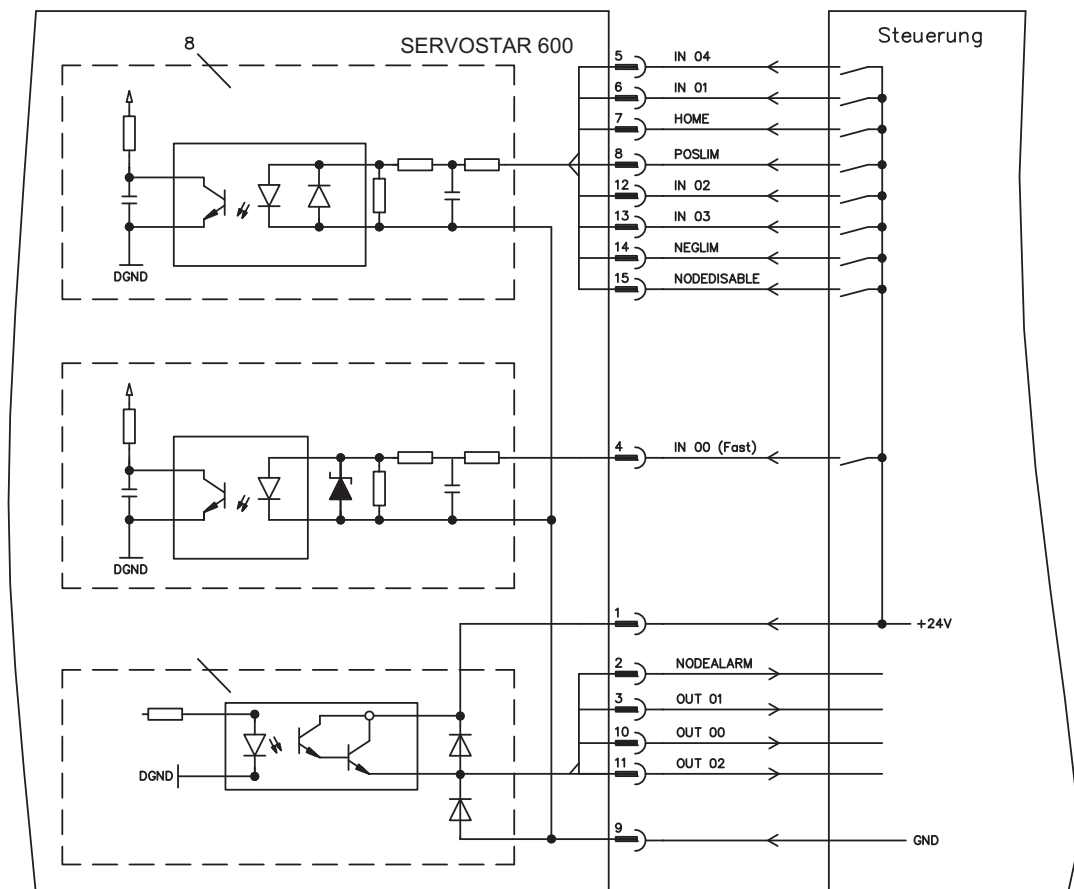 8
SERVOSTAR 600
Steuerung
5 IN 04
6 IN 01
7 HOME
8 POSLIM
12 IN 02
13 IN 03
14 NEGLIM
15 NODEDISABLE
DGND
4 IN 00 (Fast)
DGND
1 +24V
2 NODEALARM
3 OUT 01
10 OUT 00
11 OUT 02
DGND
9 GND